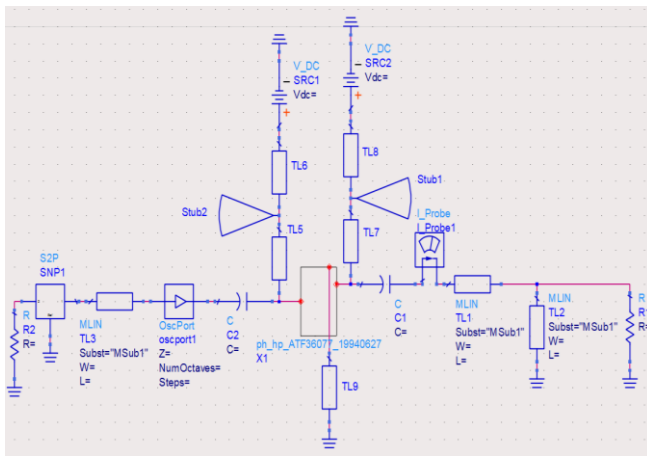 V_DC
SRC1
Vdc=
V_DC
SRC2
Vdc=
TL6
TL8
Stub2
Stub1
TL5
TL7
I_Probe
I_Probe1
S2P
SNP1
R
R2
R=
MLIN
TL3
Subst="MSub1"
W=
L=
OscPort
oscport1
Z=
NumOctaves=
Steps=
C
C2
C=
ph_hp_ATF36077_19940627
X1
TL9
C
C1
C=
MLIN
TL1
Subst="MSub1"
W=
L=
MLIN
TL2
Subst="MSub1"
W=
L=
R
R=